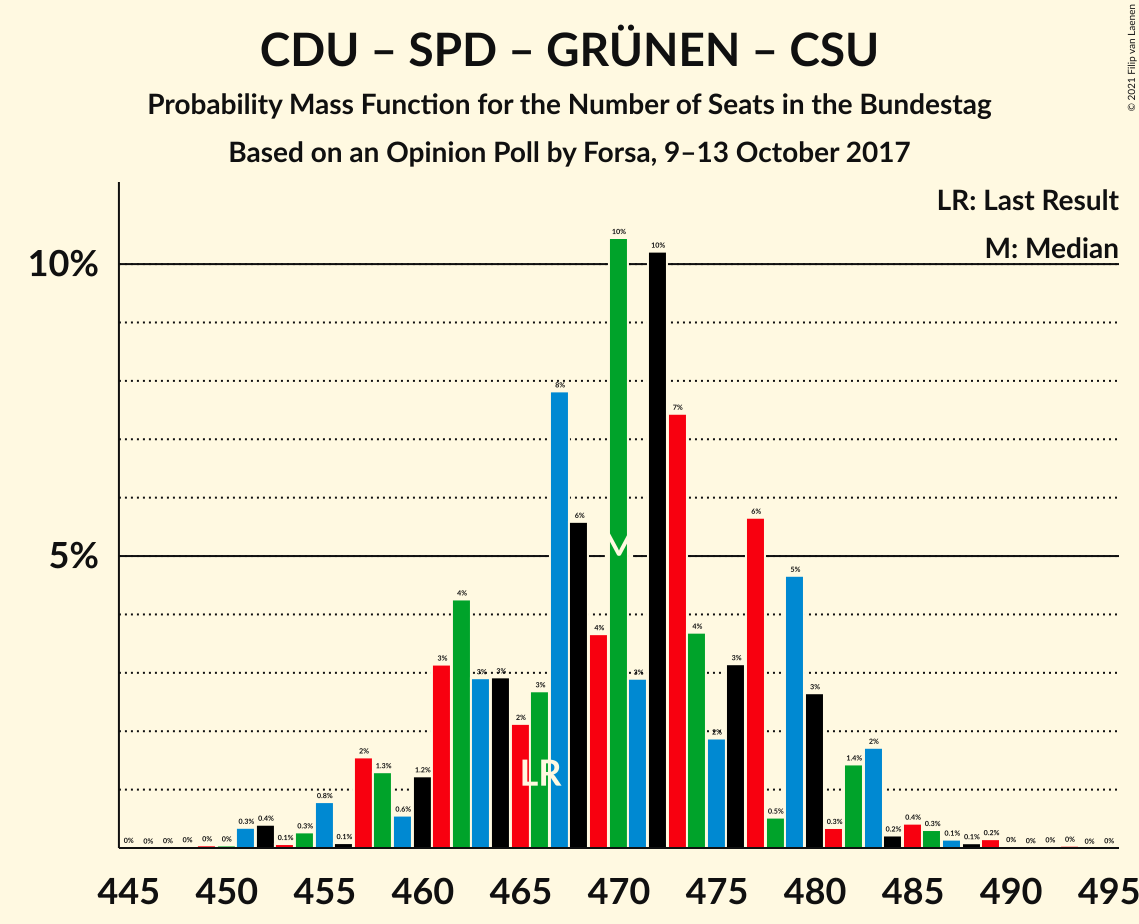 CDU – SPD – GRÜNEN – CSU
Probability Mass Function for the Number of Seats in the Bundestag
Based on an Opinion Poll by Forsa, 9–13 October 2017
© 2021 Filip van Laenen
LR: Last Result
M: Median
10%
5%
0% 0% 0% 0% 0% 0% 0.3% 0.4% 0.1% 0.3% 0.8% 0.1% 2% 1.3% 0.6% 1.2% 3% 4% 3% 3% 2% 3% 8% 6% 4% 10% 3% 10% 7% 4% 2% 3% 6% 0.5% 5% 3% 0.3% 1.4% 2% 0.2% 0.4% 0.3% 0.1% 0.1% 0.2% 0% 0% 0% 0% 0% 0%
M
LR
445 450 455 460 465 470 475 480 485 490 495